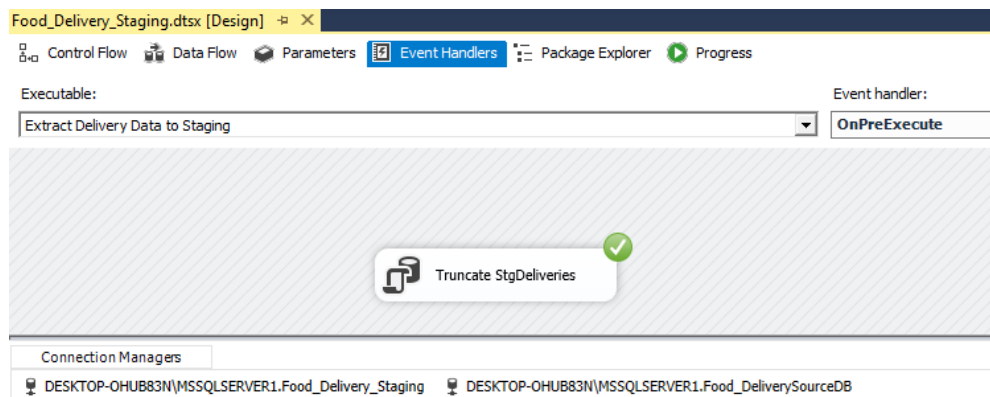 Food_Delivery_Staging.dtsx [Design]
Control Flow Data Flow Parameters Event Handlers Package Explorer Progress
Executable: Event handler:
Extract Delivery Data to Staging OnPreExecute
Truncate StgDeliveries
Connection Managers
DESKTOP-OHUB83N\MSSQLSERVER1.Food_Delivery_Staging DESKTOP-OHUB83N\MSSQLSERVER1.Food_DeliverySourceDB